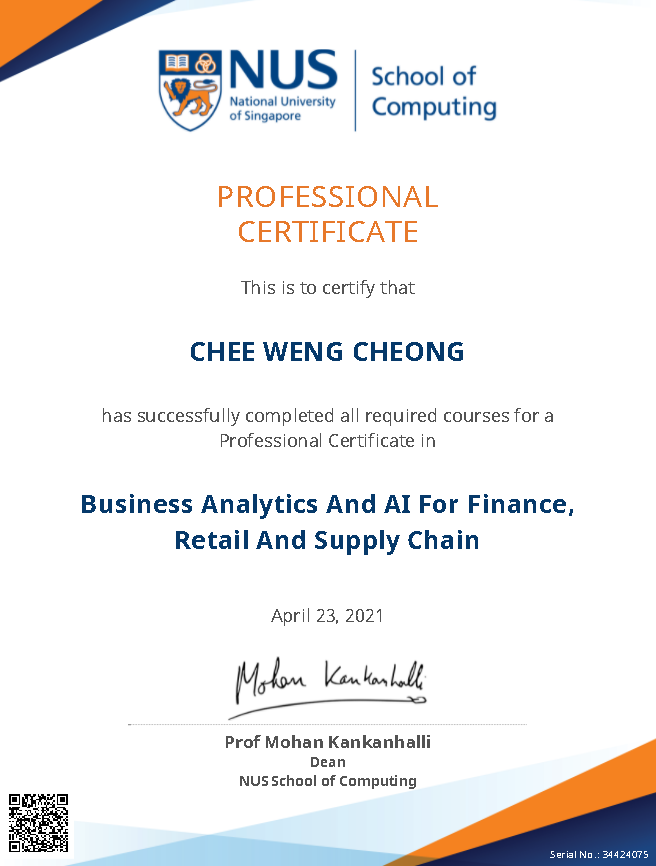 NUS
National University
of Singapore
School of
Computing
PROFESSIONAL
CERTIFICATE
This is to certify that
CHEE WENG CHEONG
has successfully completed all required courses for a
Professional Certificate in
Business Analytics And AI For Finance,
Retail And Supply Chain
April 23, 2021
Mohan Kankanhalli
Prof Mohan Kankanhalli
Dean
NUS School of Computing
Serial No.: 34424075